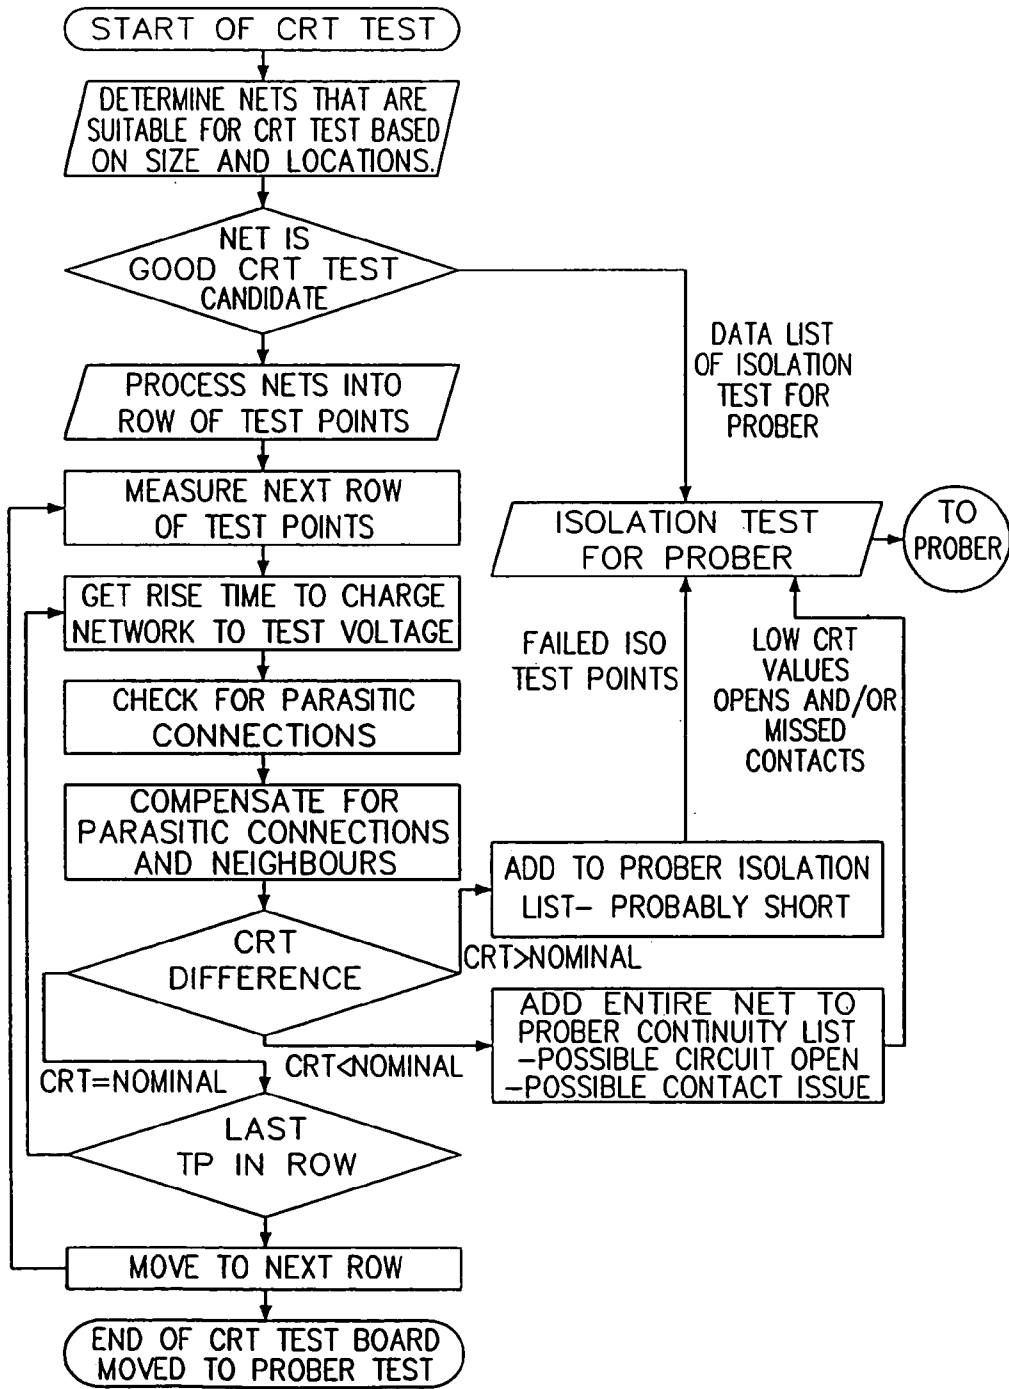 START OF CRT TEST
DETERMINE NETS THAT ARE
SUITABLE FOR CRT TEST BASED
ON SIZE AND LOCATIONS.
NET IS
GOOD CRT TEST
CANDIDATE
PROCESS NETS INTO
ROW OF TEST POINTS
DATA LIST
OF ISOLATION
TEST FOR
PROBER
MEASURE NEXT ROW
OF TEST POINTS
ISOLATION TEST
FOR PROBER
TO
PROBER
GET RISE TIME TO CHARGE
NETWORK TO TEST VOLTAGE
FAILED ISO
TEST POINTS
LOW CRT
VALUES
OPENS AND/OR
MISSED
CONTACTS
CHECK FOR PARASITIC
CONNECTIONS
COMPENSATE FOR
PARASITIC CONNECTIONS
AND NEIGHBOURS
ADD TO PROBER ISOLATION
LIST- PROBABLY SHORT
CRT
DIFFERENCE
CRT>NOMINAL
ADD ENTIRE NET TO
PROBER CONTINUITY LIST
-POSSIBLE CIRCUIT OPEN
-POSSIBLE CONTACT ISSUE
CRT<NOMINAL
CRT=NOMINAL
LAST
TP IN ROW
MOVE TO NEXT ROW
END OF CRT TEST BOARD
MOVED TO PROBER TEST